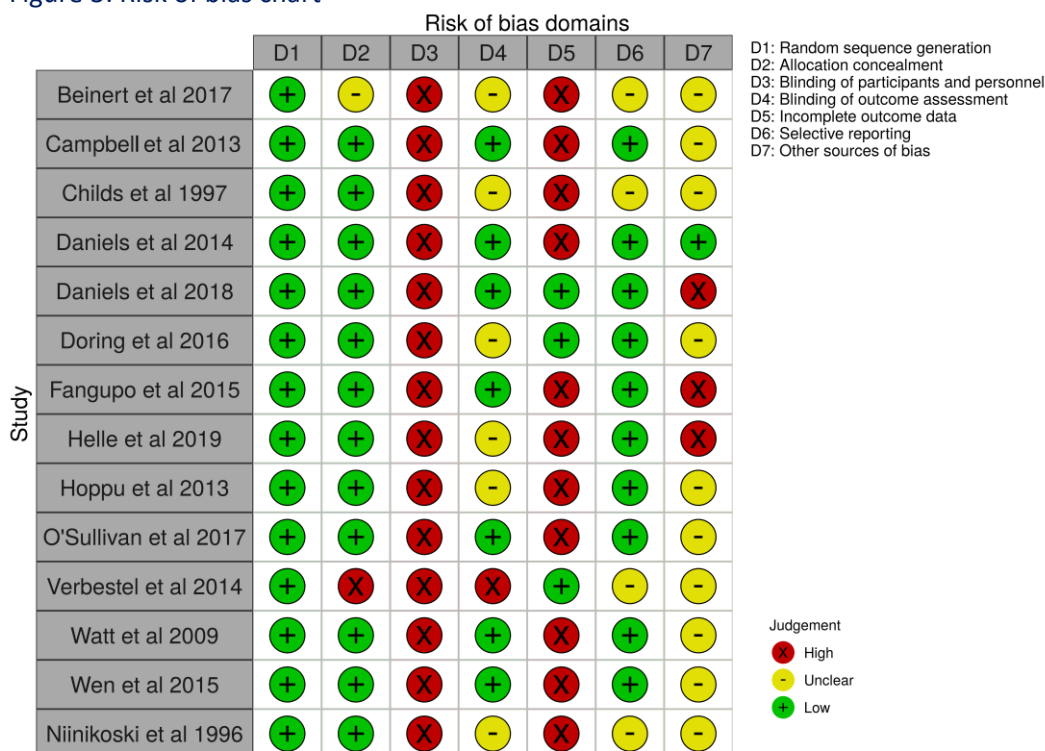 Figure 3: Risk of bias chart
Risk of bias domains
D1 D2 D3 D4 D5 D6 D7
Beinert et al 2017 + - X - X - -
Campbell et al 2013 + + X + X + -
Childs et al 1997 + + X - X - -
Daniels et al 2014 + + X + X + +
Daniels et al 2018 + + X + + + X
Doring et al 2016 + + X - + + -
Fangupo et al 2015 + + X + X + X
Helle et al 2019 + + X - X + X
Hoppu et al 2013 + + X - X + -
O'Sullivan et al 2017 + + X + X + -
Verbestel et al 2014 + X X X + - -
Watt et al 2009 + + X + X + -
Wen et al 2015 + + X + X + -
Niinikoski et al 1996 + + X - X - -
Study
D1: Random sequence generation
D2: Allocation concealment
D3: Blinding of participants and personnel
D4: Blinding of outcome assessment
D5: Incomplete outcome data
D6: Selective reporting
D7: Other sources of bias
Judgement
X High
- Unclear
+ Low